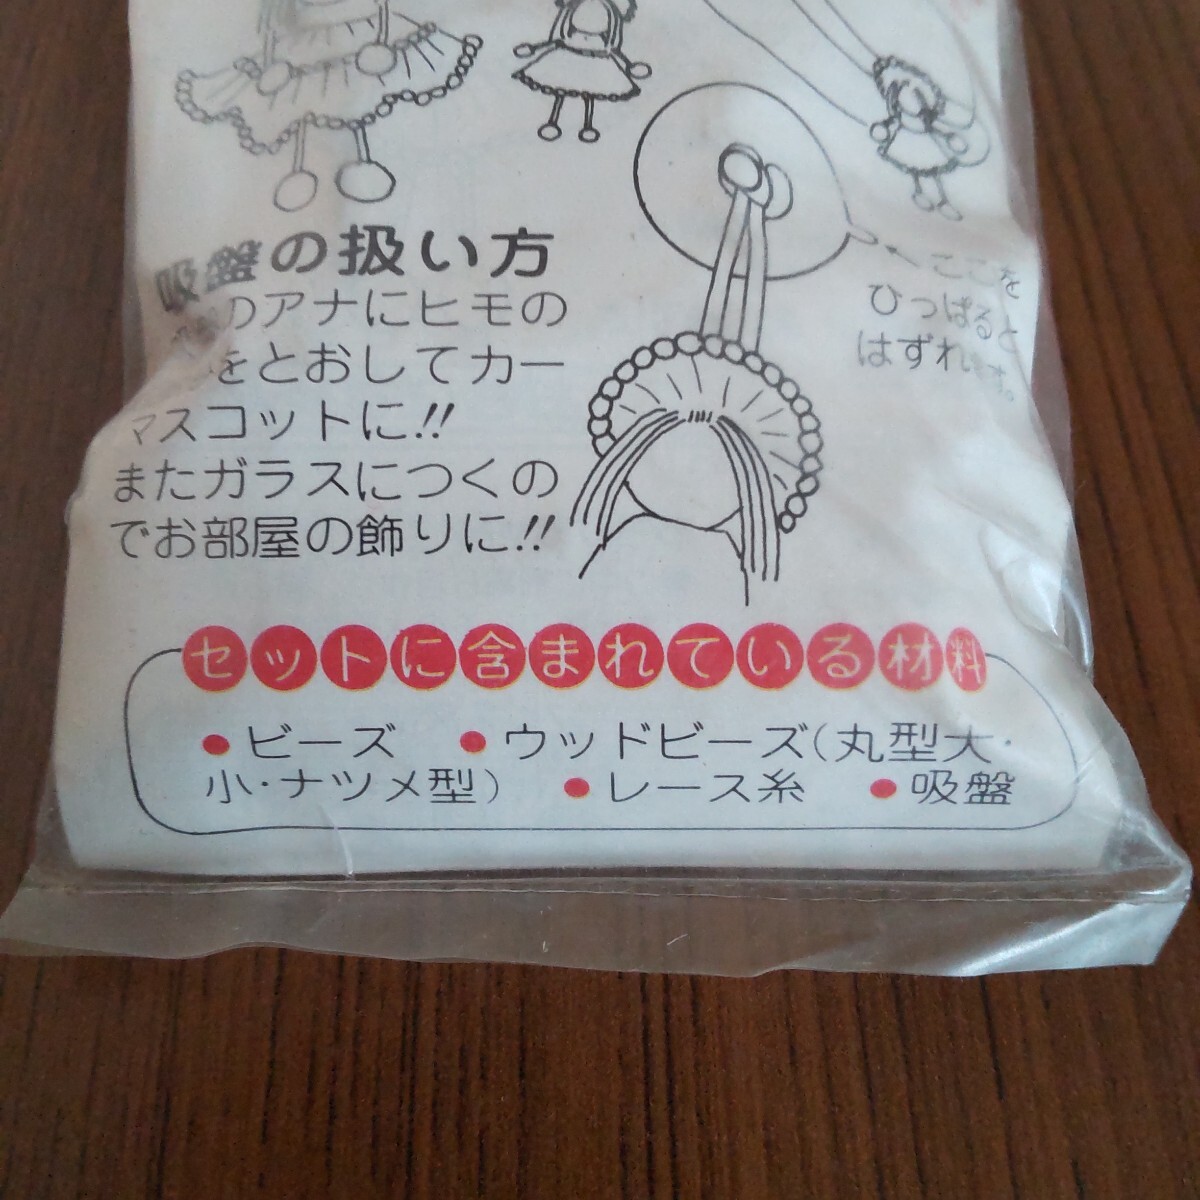 吸盤の扱い方
のアナにヒモの
をとおしてカー
マスコットに!!
またガラスにつくの
でお部屋の飾りに!!
ここを
ひっぱると
はずれます。
セットに含まれている材料
●ビーズ ●ウッドビーズ(丸型大・
小・ナツメ型) ●レース糸 ●吸盤